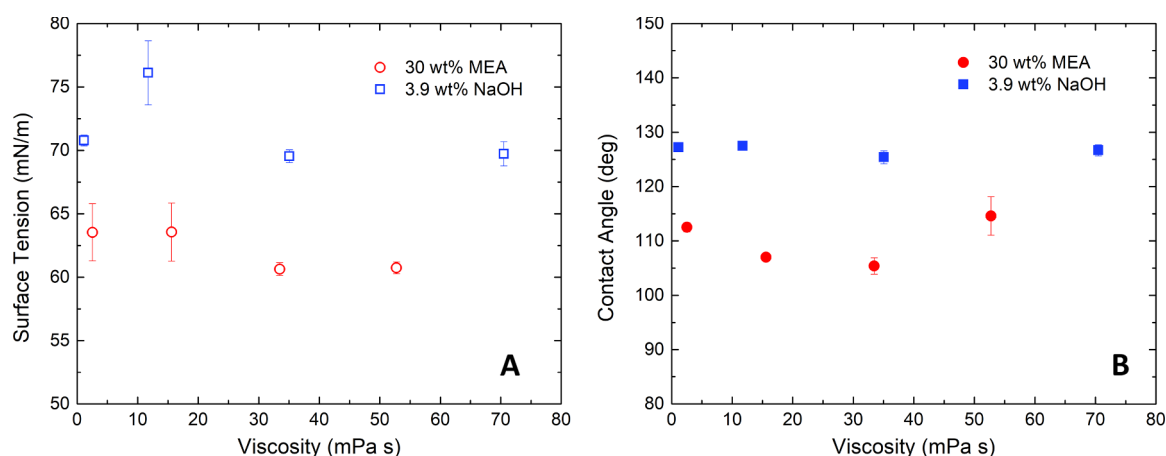 Surface Tension (mN/m)
80
75
70
65
60
55
50
30 wt% MEA
3.9 wt% NaOH
A
0 10 20 30 40 50 60 70 80
Viscosity (mPa s)
Contact Angle (deg)
150
140
130
120
110
100
90
80
30 wt% MEA
3.9 wt% NaOH
B
0 10 20 30 40 50 60 70 80
Viscosity (mPa s)